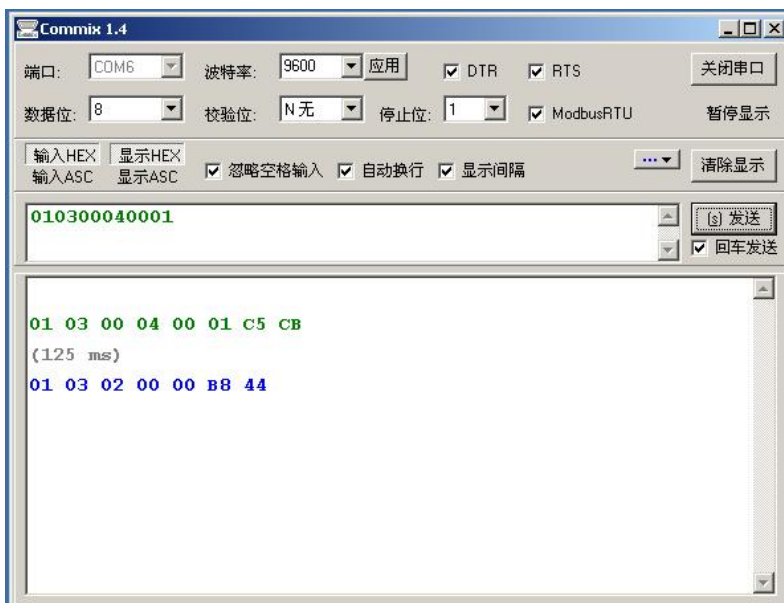 Commix 1.4
端口: COM6 波特率: 9600 应用 DTR RTS 关闭串口
数据位: 8 校验位: N 无 停止位: 1 ModbusRTU 暂停显示
输入HEX 显示HEX
输入ASC 显示ASC 忽略空格输入 自动换行 显示间隔 ... 清除显示
010300040001 (s) 发送
回车发送
01 03 00 04 00 01 C5 CB
(125 ms)
01 03 02 00 00 B8 44